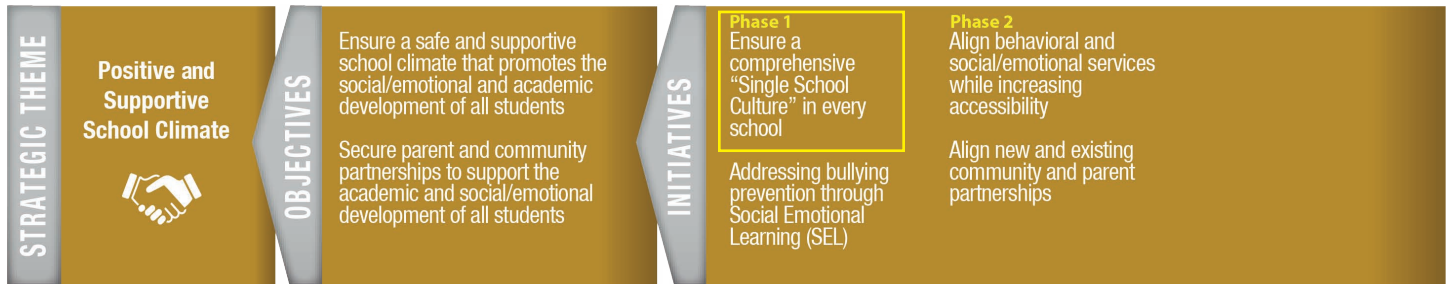 STRATEGIC THEME
Positive and
Supportive
School Climate
OBJECTIVES
Ensure a safe and supportive
school climate that promotes the
social/emotional and academic
development of all students
Secure parent and community
partnerships to support the
academic and social/emotional
development of all students
INITIATIVES
Phase 1
Ensure a
comprehensive
“Single School
Culture” in every
school
Addressing bullying
prevention through
Social Emotional
Learning (SEL)
Phase 2
Align behavioral and
social/emotional services
while increasing
accessibility
Align new and existing
community and parent
partnerships